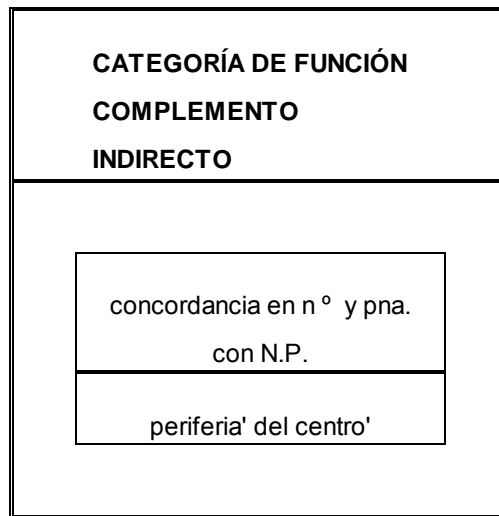 CATEGORÍA DE FUNCIÓN
COMPLEMENTO
INDIRECTO
concordancia en n º y pna.
con N.P.
periferia' del centro'